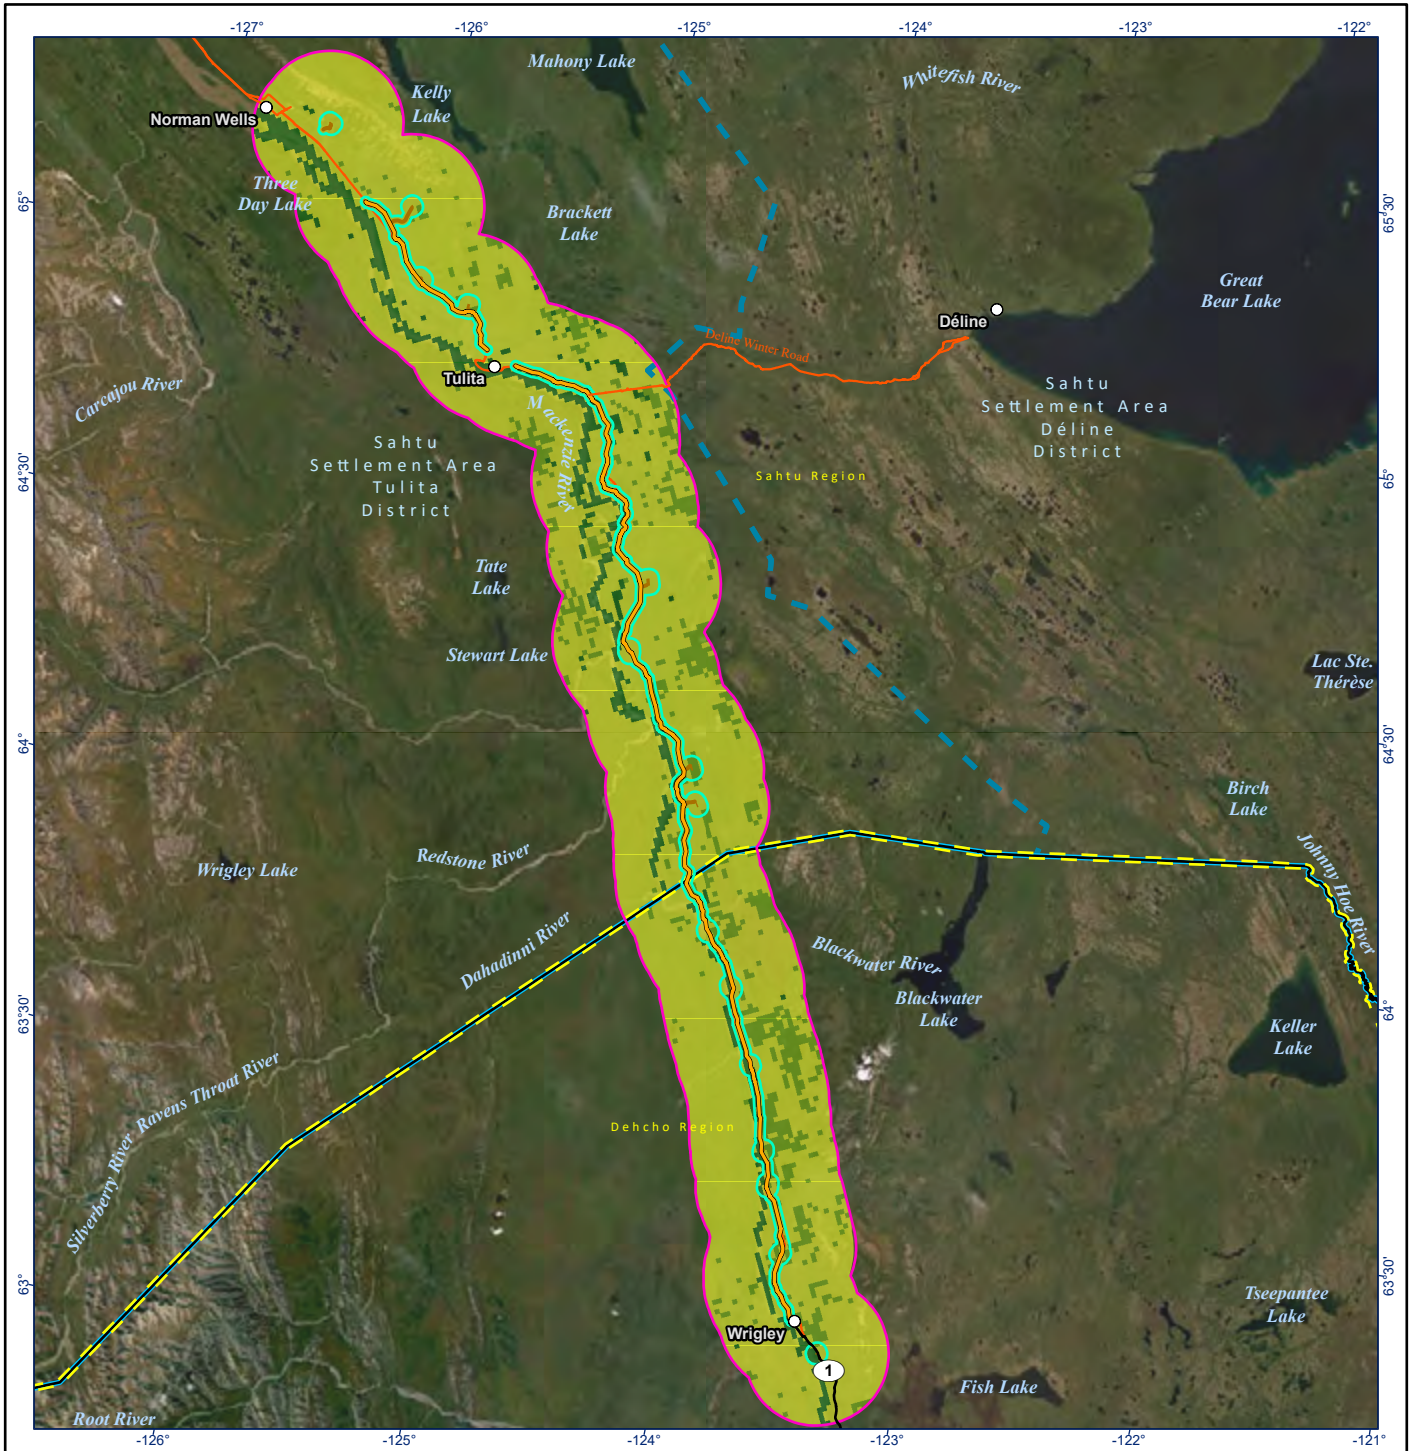 -127°
-126°
-125°
-124°
-123°
-122°
Mahony Lake
Whitefish River
Kelly
Lake
Norman Wells
Three
Day Lake
65°
65°30'
Brackett
Lake
Great
Bear Lake
Déline
Deline Winter Road
Tulita
Carcajou River
Mackenzie River
Sahtu
Settlement Area
Déline
District
Sahtu
Settlement Area
Tulita
District
64°30'
65°
Sahtu Region
Tate
Lake
Stewart Lake
Lac Ste.
Thérèse
64°
64°30'
Birch
Lake
Johnny Hoe River
Redstone River
Wrigley Lake
Dahadinni River
Blackwater River
Blackwater
Lake
63°30'
64°
Keller
Lake
Ravens Throat River
Silverberry River
Dehcho Region
63°
63°30'
Tseepantee
Lake
Wrigley
1
Fish Lake
Root River
-126°
-125°
-124°
-123°
-122°
-121°